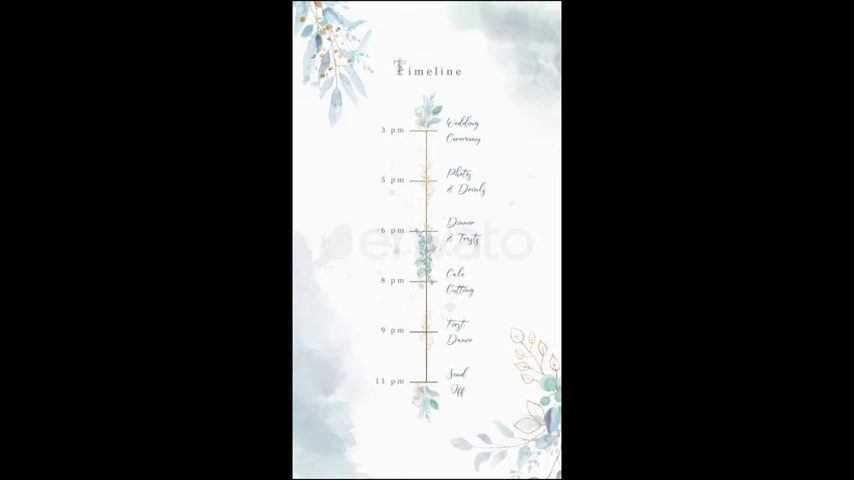 Timeline
3 pm
Wedding
Ceremony
5 pm
Photos
& Drinks
6 pm
Dinner
& Toasts
8 pm
Cake
Cutting
9 pm
First
Dance
11 pm
Send
Off
envato